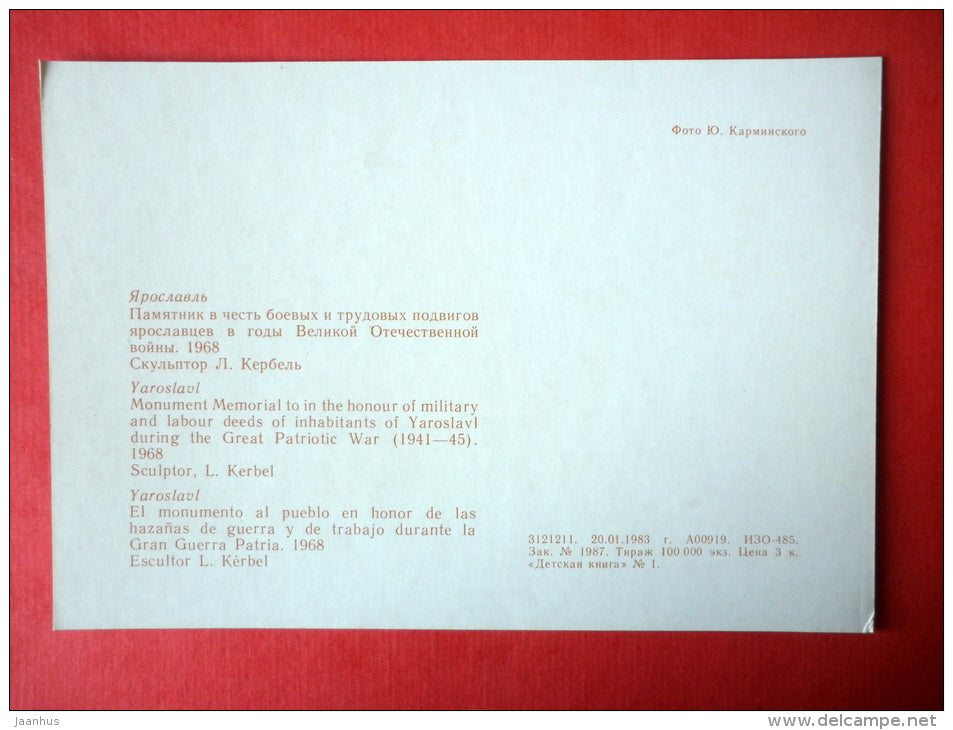 Фото Ю. Карминского
Ярославль
Памятник в честь боевых и трудовых подвигов
ярославцев в годы Великой Отечественной
войны. 1968
Скульптор Л. Кербель
Yaroslavl
Monument Memorial to in the honour of military
and labour deeds of inhabitants of Yaroslavl
during the Great Patriotic War (1941—45).
1968
Sculptor, L. Kerbel
Yaroslavl
El monumento al pueblo en honor de las
hazañas de guerra y de trabajo durante la
Gran Guerra Patria. 1968
Escultor L. Kérbel
3121211. 20.01.1983 г. А00919. ИЗО-485.
Зак. № 1987. Тираж 100 000 экз. Цена 3 к.
«Детская книга» № 1.
jaanhus
delcampe.net